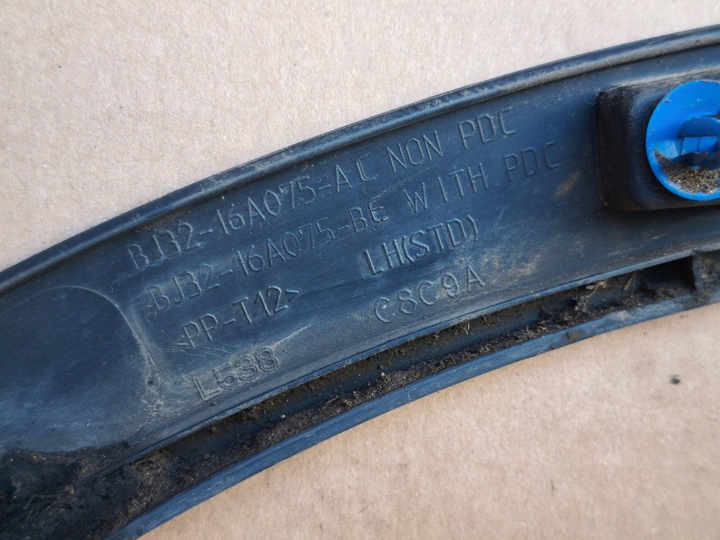 BJ32-16A075-AC NON PDC
BJ32-16A075-BE WITH PDC
>PP-T12< LH(STD)
L538 C8C9A